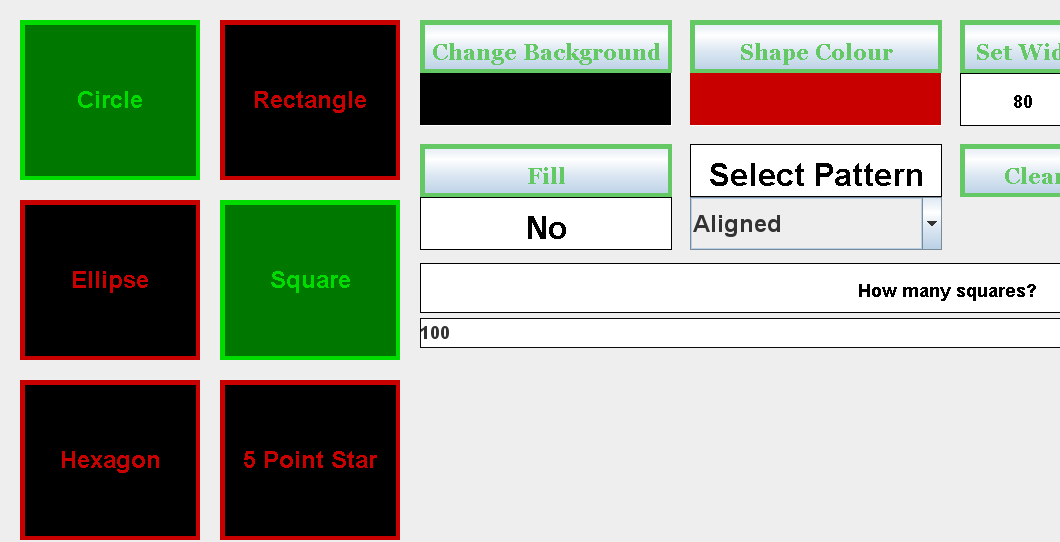 Circle
Rectangle
Ellipse
Square
Hexagon
5 Point Star
Change Background
Shape Colour
Set
80
Fill
No
Select Pattern
Aligned
Clear
How many squares?
100